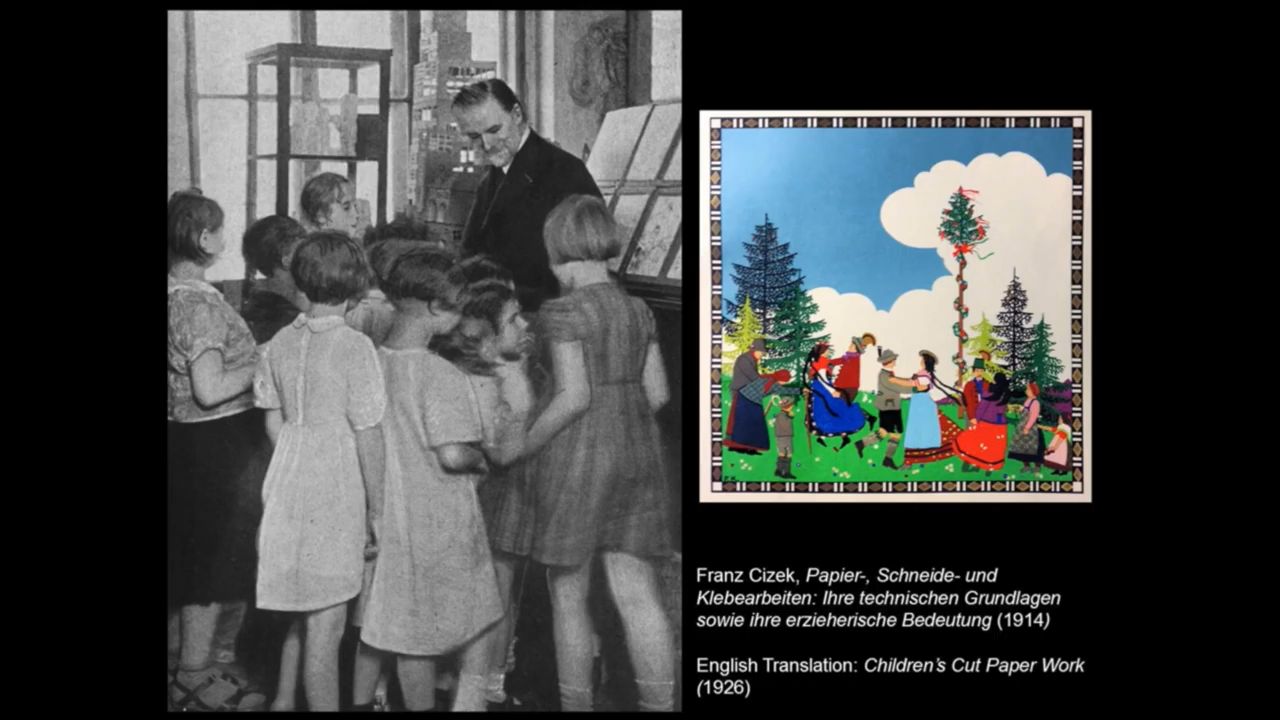 Franz Cizek, Papier-, Schneide- und
Klebearbeiten: Ihre technischen Grundlagen
sowie ihre erzieherische Bedeutung (1914)
English Translation: Children's Cut Paper Work
(1926)